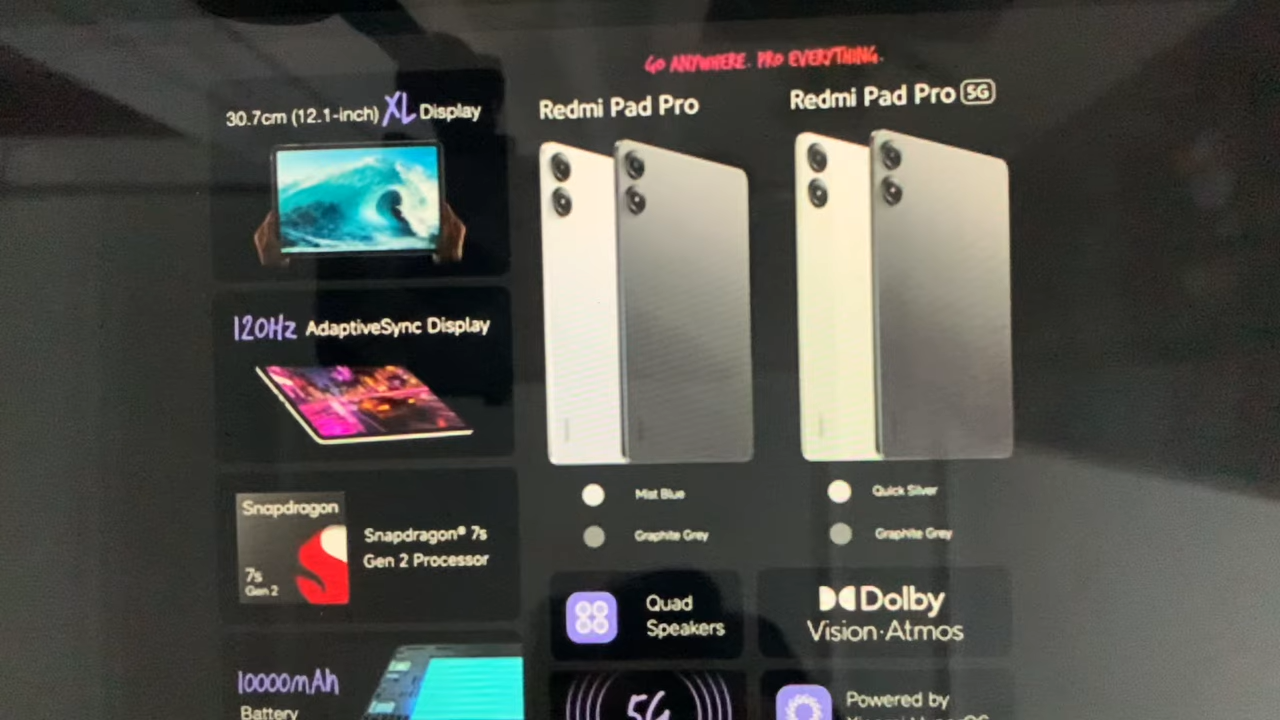 GO ANYWHERE. PRO EVERYTHING.
30.7cm (12.1-inch) XL Display
Redmi Pad Pro
Redmi Pad Pro 5G
120Hz AdaptiveSync Display
Mist Blue
Graphite Grey
Quick Silver
Graphite Grey
Snapdragon
7s
Gen 2
Snapdragon® 7s
Gen 2 Processor
Quad
Speakers
Dolby
Vision·Atmos
10000mAh
Battery
5G
Powered by